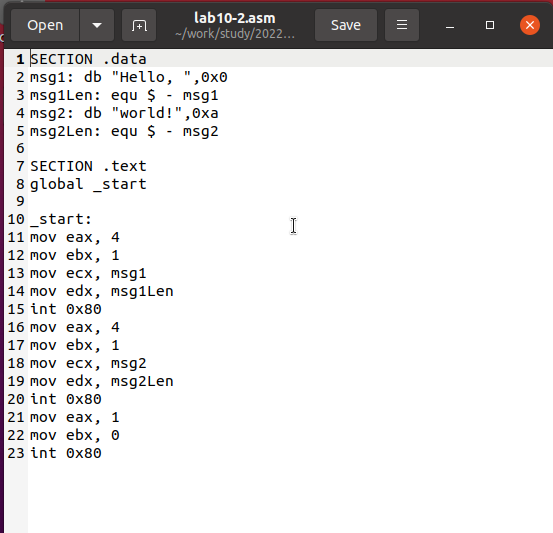 Open
lab10-2.asm
~/work/study/2022...
Save
1 SECTION .data
2 msg1: db "Hello, ",0x0
3 msg1Len: equ $ - msg1
4 msg2: db "world!",0xa
5 msg2Len: equ $ - msg2
6
7 SECTION .text
8 global _start
9
10 _start:
11 mov eax, 4
12 mov ebx, 1
13 mov ecx, msg1
14 mov edx, msg1Len
15 int 0x80
16 mov eax, 4
17 mov ebx, 1
18 mov ecx, msg2
19 mov edx, msg2Len
20 int 0x80
21 mov eax, 1
22 mov ebx, 0
23 int 0x80